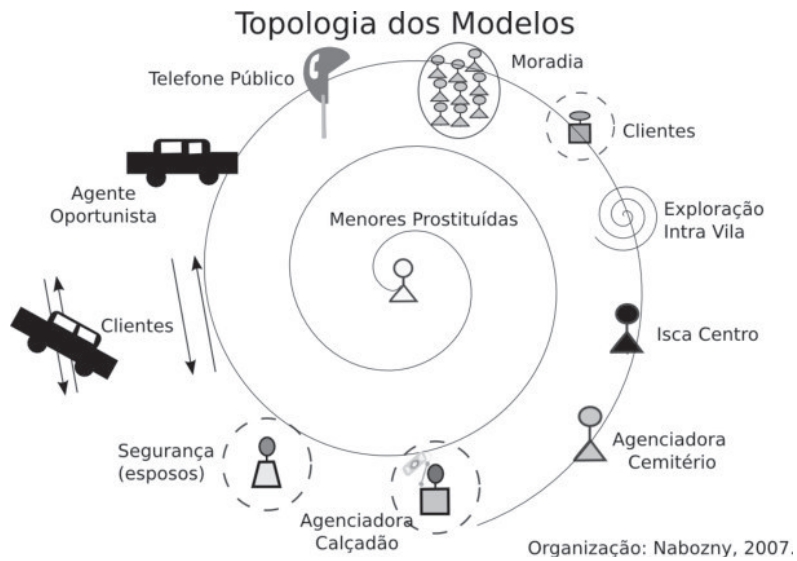 Topologia dos Modelos
Telefone Público
Moradia
Clientes
Agente
Oportunista
Menores Prostituídas
Exploração
Intra Vila
Clientes
Isca Centro
Segurança
(esposos)
Agenciadora
Cemitério
Agenciadora
Calçadão
Organização: Nabozny, 2007.